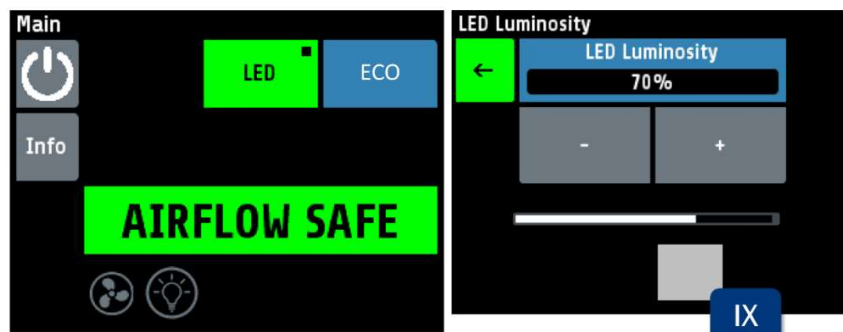 Main
LED
ECO
Info
AIRFLOW SAFE
LED Luminosity
←
LED Luminosity
70%
- +
IX